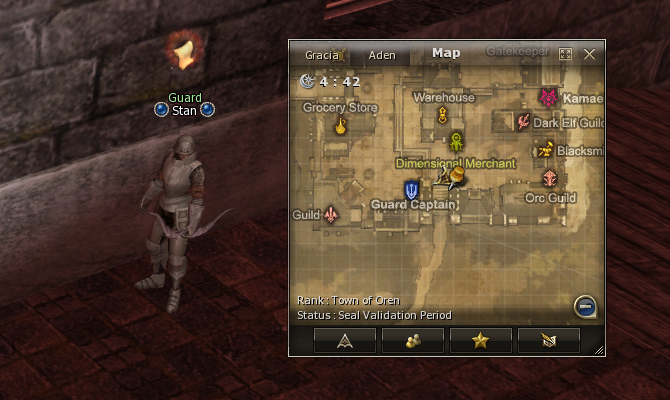 Guard
Stan
Gracia
Aden
Map
Gatekeeper
4 : 42
Warehouse
Kamae
Grocery Store
Dark Elf Guild
Blacksmi
Dimensional Merchant
Orc Guild
Guard Captain
Guild
Rank : Town of Oren
Status : Seal Validation Period